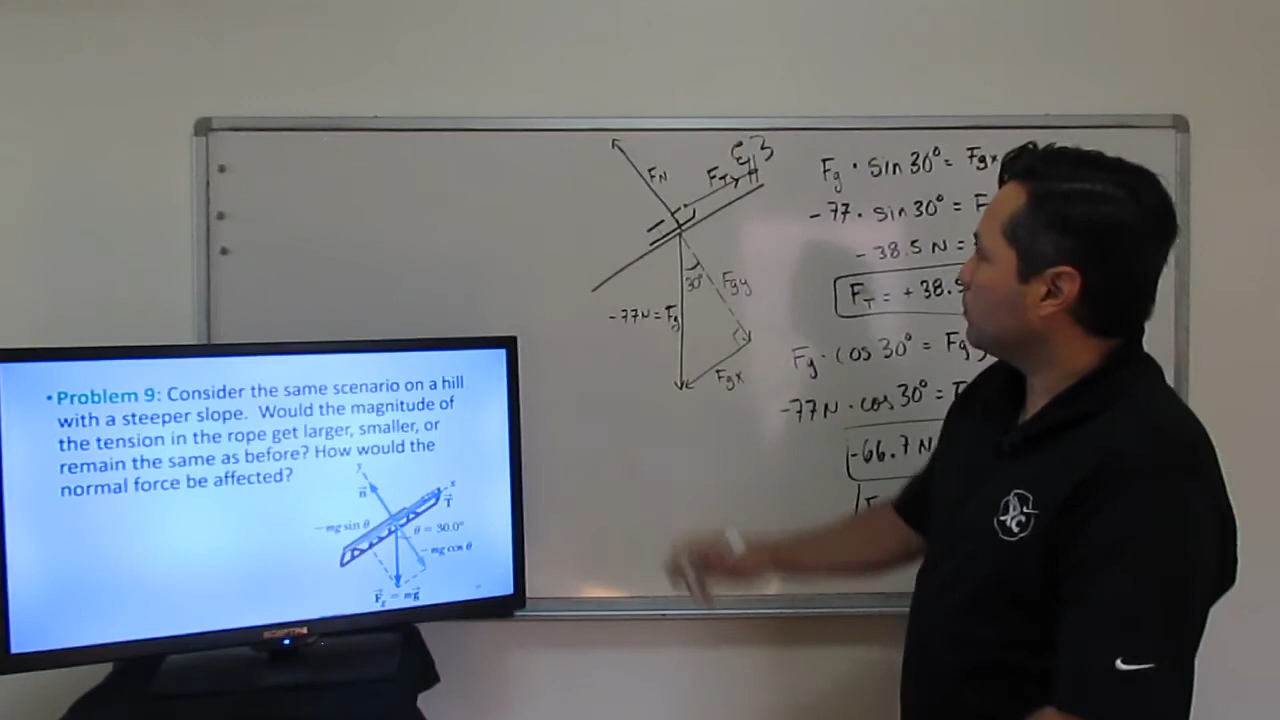 • Problem 9: Consider the same scenario on a hill
with a steeper slope. Would the magnitude of
the tension in the rope get larger, smaller, or
remain the same as before? How would the
normal force be affected?
y
x
n
T
−mg sin θ
θ = 30.0°
−mg cos θ
F_g = mg
SCEPTRE
F_N
F_T
30°
F_gy
-77N = F_g
F_gx
F_g · sin 30° = F_gx
-77 · sin 30° = F
-38.5 N =
F_T = +38.5
F_g · cos 30° = F_gy
-77N · cos 30° = F
-66.7 N